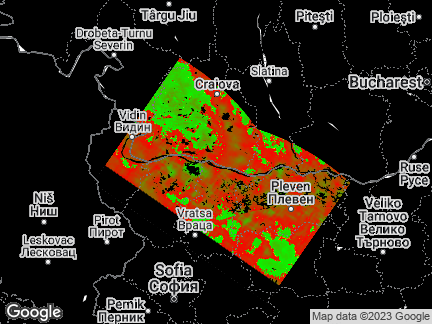 Târgu Jiu
Pitești
Ploiești
Drobeta-Turnu
Severin
Slatina
Craiova
Bucharest
Vidin
Видин
Ruse
Русе
Niš
Ниш
Pleven
Плевен
Pirot
Пирот
Vratsa
Враца
Veliko
Tarnovo
Велико
Търново
Leskovac
Лесковац
Sofia
София
Pernik
Перник
Google
Map data ©2023 Google